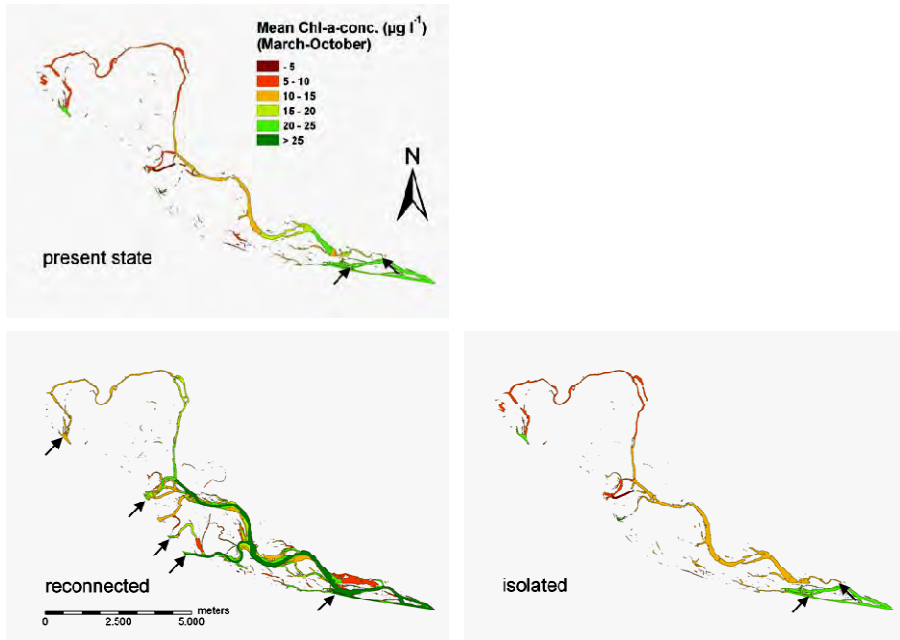 Mean Chl-a-conc. (µg l⁻¹)
(March-October)
- 5
5 - 10
10 - 15
15 - 20
20 - 25
> 25
N
present state
reconnected
isolated
0 2.500 5.000 meters